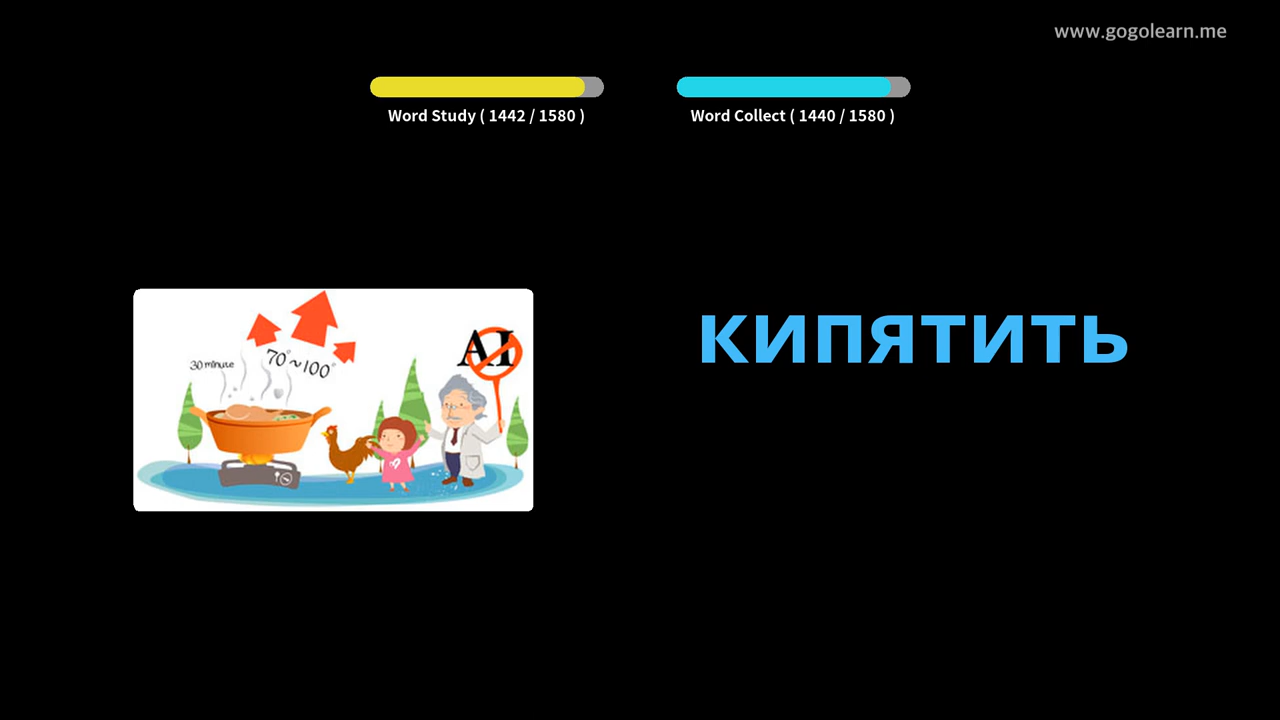 www.gogolearn.me
Word Study ( 1442 / 1580 )
Word Collect ( 1440 / 1580 )
30 minute
70°~100°
AI
кипятить